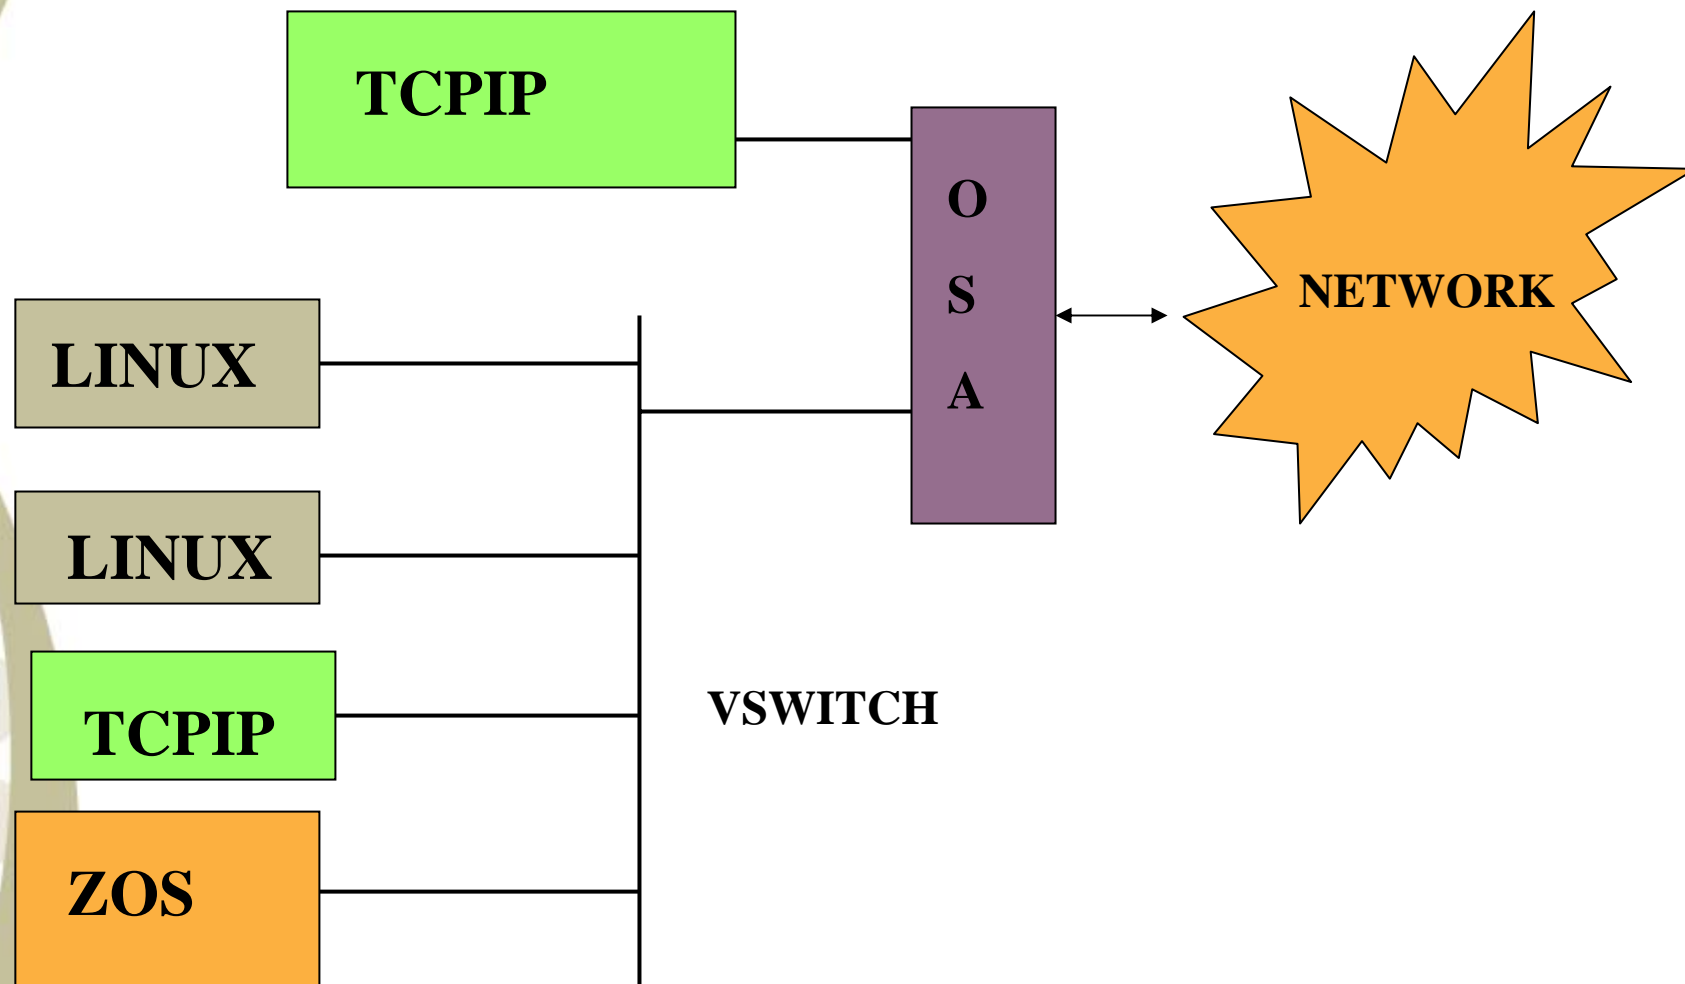 TCPIP
O
S
A
NETWORK
LINUX
LINUX
TCPIP
VSWITCH
ZOS